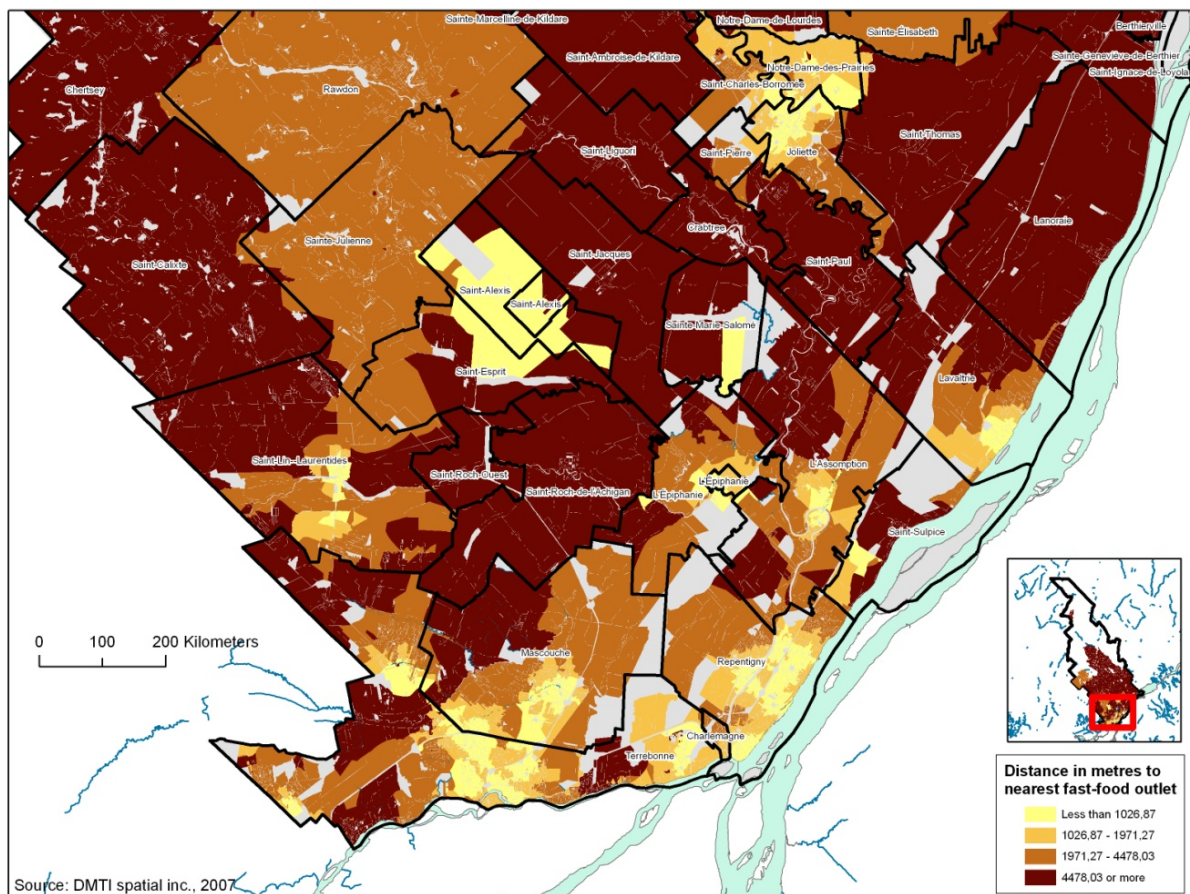 Sainte-Marcelline-de-Kildare
Notre-Dame-de-Lourdes
Sainte-Élisabeth
Berthierville
Sainte-Geneviève-de-Berthier
Saint-Ignace-de-Loyola
Saint-Ambroise-de-Kildare
Notre-Dame-des-Prairies
Saint-Charles-Borromée
Chertsey
Rawdon
Saint-Thomas
Saint-Liguori
Saint-Pierre
Joliette
Lanoraie
Crabtree
Sainte-Julienne
Saint-Jacques
Saint-Paul
Saint-Calixte
Saint-Alexis
Saint-Alexis
Sainte-Marie-Salomé
Saint-Esprit
Lavaltrie
Saint-Lin--Laurentides
L'Assomption
Saint-Roch-Ouest
L'Épiphanie
Saint-Roch-de-l'Achigan
L'Épiphanie
Saint-Sulpice
0 100 200 Kilometers
Mascouche
Repentigny
Charlemagne
Terrebonne
Distance in metres to
nearest fast-food outlet
Less than 1026,87
1026,87 - 1971,27
1971,27 - 4478,03
4478,03 or more
Source: DMTI spatial inc., 2007